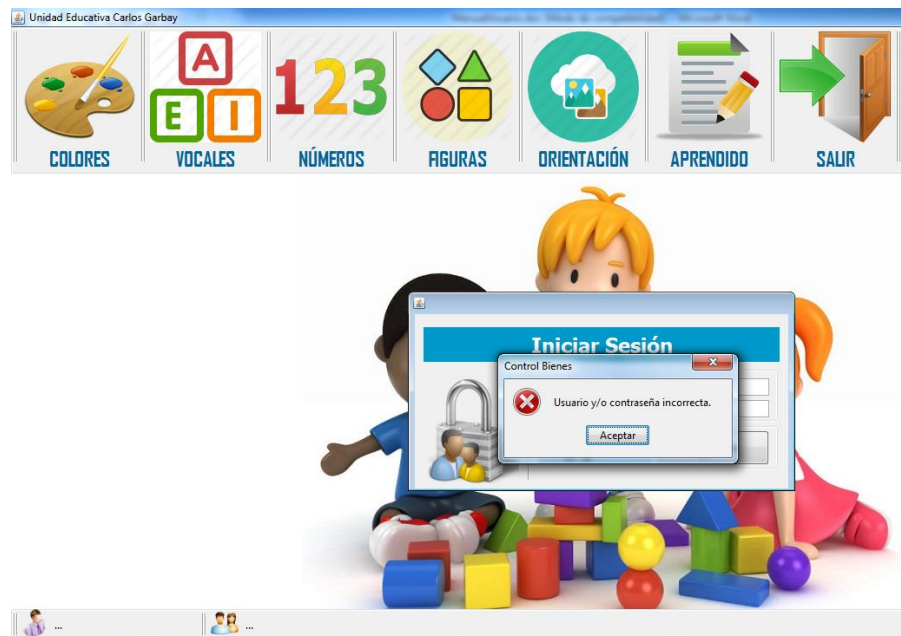 Unidad Educativa Carlos Garbay
A
E I
123
COLORES VOCALES NÚMEROS FIGURAS ORIENTACIÓN APRENDIDO SALIR
Iniciar Sesión
Control Bienes
Usuario y/o contraseña incorrecta.
Aceptar
... ...